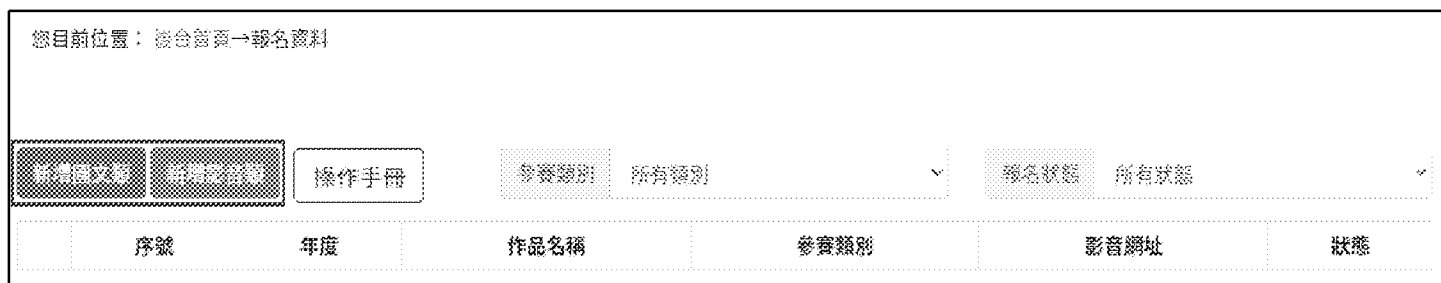 您目前位置：後台首頁→報名資料
新增圖文類 新增影音類 操作手冊 參賽類別 所有類別 報名狀態 所有狀態
序號 年度 作品名稱 參賽類別 影音網址 狀態